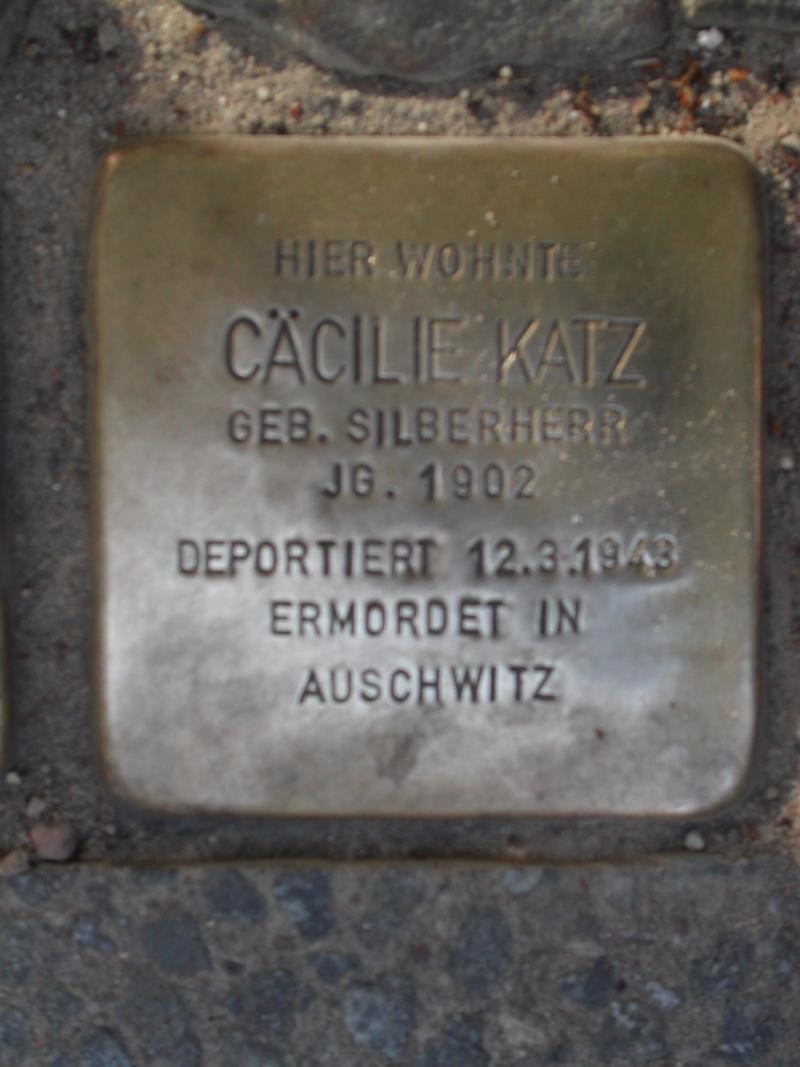 HIER WOHNTE
CÄCILIE KATZ
GEB. SILBERHERR
JG. 1902
DEPORTIERT 12.3.1943
ERMORDET IN
AUSCHWITZ